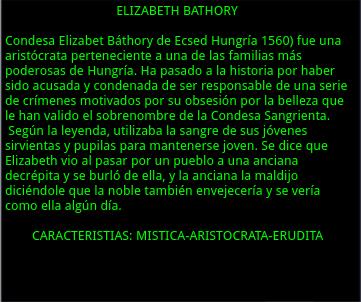 ELIZABETH BATHORY
Condesa Elizabet Báthory de Ecsed Hungría 1560) fue una
aristócrata perteneciente a una de las familias más
poderosas de Hungría. Ha pasado a la historia por haber
sido acusada y condenada de ser responsable de una serie
de crímenes motivados por su obsesión por la belleza que
le han valido el sobrenombre de la Condesa Sangrienta.
Según la leyenda, utilizaba la sangre de sus jóvenes
sirvientas y pupilas para mantenerse joven. Se dice que
Elizabeth vio al pasar por un pueblo a una anciana
decrépita y se burló de ella, y la anciana la maldijo
diciéndole que la noble también envejecería y se vería
como ella algún día.
CARACTERISTIAS: MISTICA-ARISTOCRATA-ERUDITA